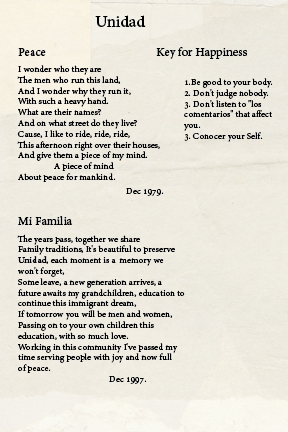 Unidad
Peace
I wonder who they are
The men who run this land,
And I wonder why they run it,
With such a heavy hand.
What are their names?
And on what street do they live?
Cause, I like to ride, ride, ride,
This afternoon right over their houses,
And give them a piece of my mind.
A piece of mind
About peace for mankind.
Dec 1979.
Key for Happiness
1.Be good to your body.
2. Don't judge nobody.
3. Don't listen to "los
comentarios" that affect
you.
3. Conocer your Self.
Mi Familia
The years pass, together we share
Family traditions, It's beautiful to preserve
Unidad, each moment is a memory we
won't forget,
Some leave, a new generation arrives, a
future awaits my grandchildren, education to
continue this immigrant dream,
If tomorrow you will be men and women,
Passing on to your own children this
education, with so much love.
Working in this community I've passed my
time serving people with joy and now full
of peace.
Dec 1997.